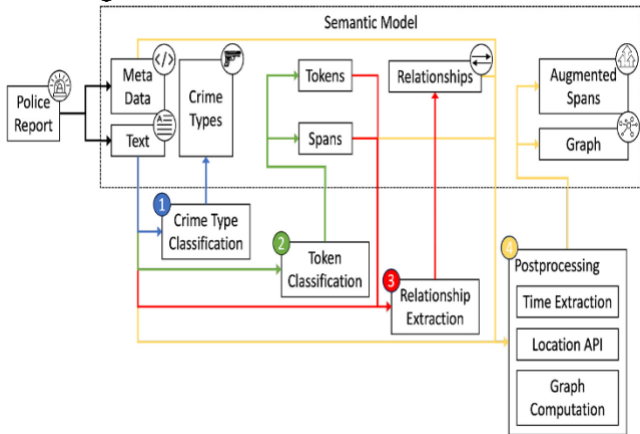 Semantic Model
Police
Report
Meta
Data
</>
Text
A
Crime
Types
Tokens
Spans
Relationships
Augmented
Spans
Graph
1
Crime Type
Classification
2
Token
Classification
3
Relationship
Extraction
4
Postprocessing
Time Extraction
Location API
Graph
Computation